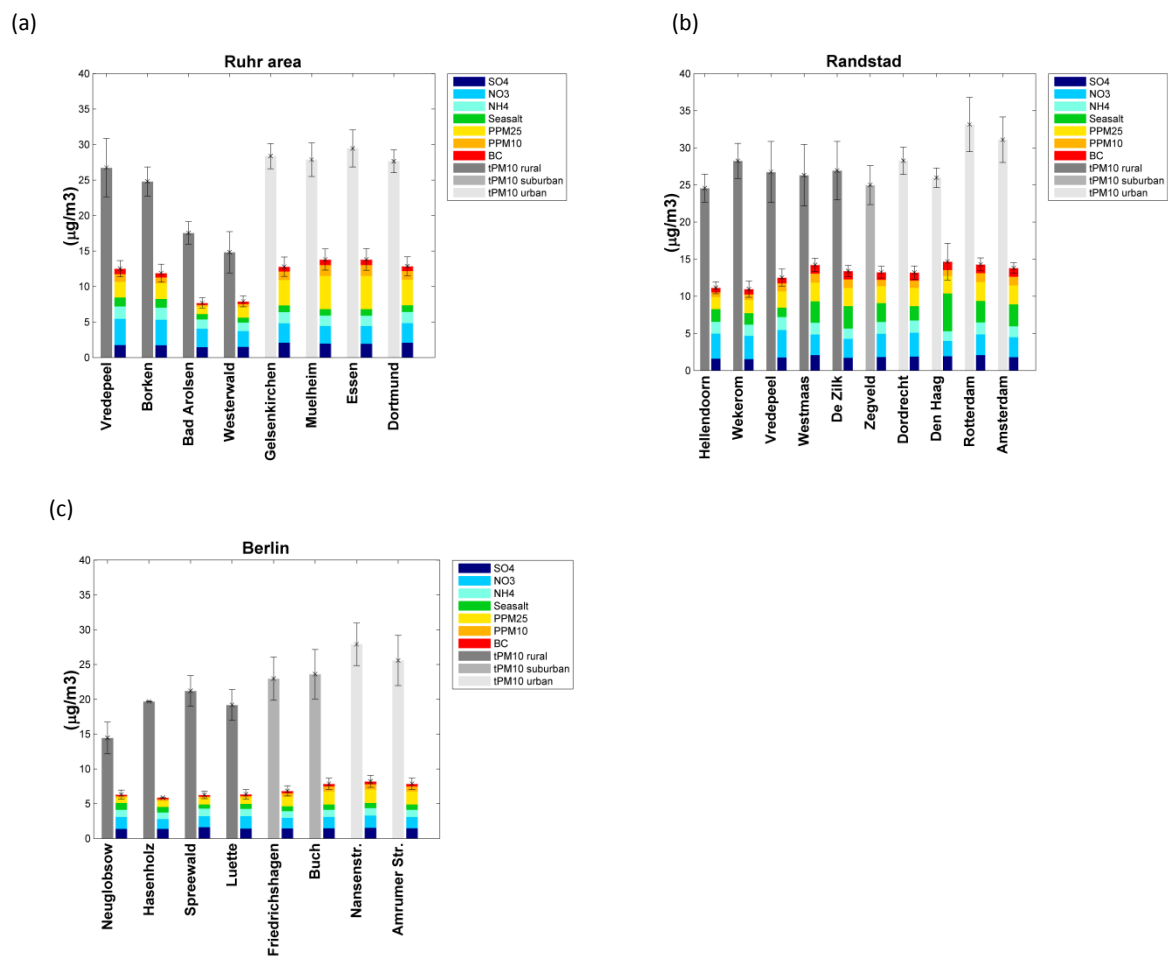 (a)
Ruhr area
(µg/m3)
40
35
30
25
20
15
10
5
0
Vredepeel
Borken
Bad Arolsen
Westerwald
Gelsenkirchen
Muelheim
Essen
Dortmund
SO4
NO3
NH4
Seasalt
PPM25
PPM10
BC
tPM10 rural
tPM10 suburban
tPM10 urban
(b)
Randstad
(µg/m3)
40
35
30
25
20
15
10
5
0
Hellendoorn
Wekerom
Vredepeel
Westmaas
De Zilk
Zegveld
Dordrecht
Den Haag
Rotterdam
Amsterdam
SO4
NO3
NH4
Seasalt
PPM25
PPM10
BC
tPM10 rural
tPM10 suburban
tPM10 urban
(c)
Berlin
(µg/m3)
40
35
30
25
20
15
10
5
0
Neuglobsow
Hasenholz
Spreewald
Luette
Friedrichshagen
Buch
Nansenstr.
Amrumer Str.
SO4
NO3
NH4
Seasalt
PPM25
PPM10
BC
tPM10 rural
tPM10 suburban
tPM10 urban